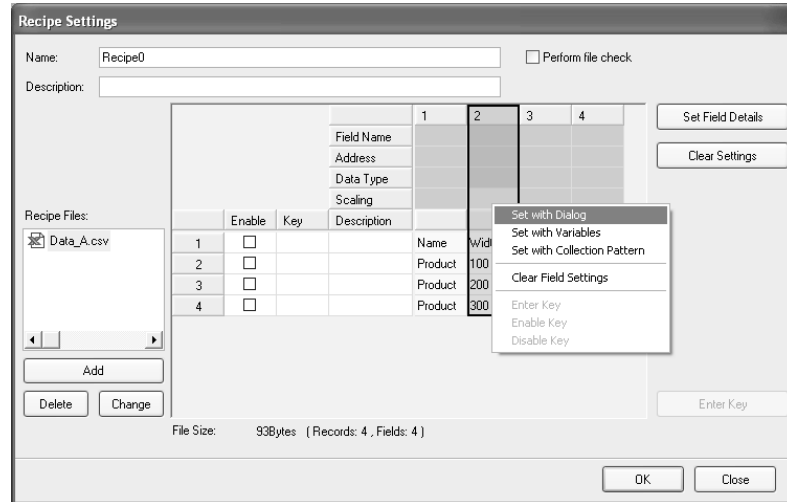 Recipe Settings
Name: Recipe0 Perform file check
Description:
1 2 3 4 Set Field Details
Field Name
Address Clear Settings
Data Type
Scaling
Recipe Files: Enable Key Description
Set with Dialog
Set with Variables
Set with Collection Pattern
Clear Field Settings
Enter Key
Enable Key
Disable Key
Data_A.csv
1 Name
2 Product 100
3 Product 200
4 Product 300
Add
Delete Change Enter Key
File Size: 93Bytes ( Records: 4 , Fields: 4 )
OK Close